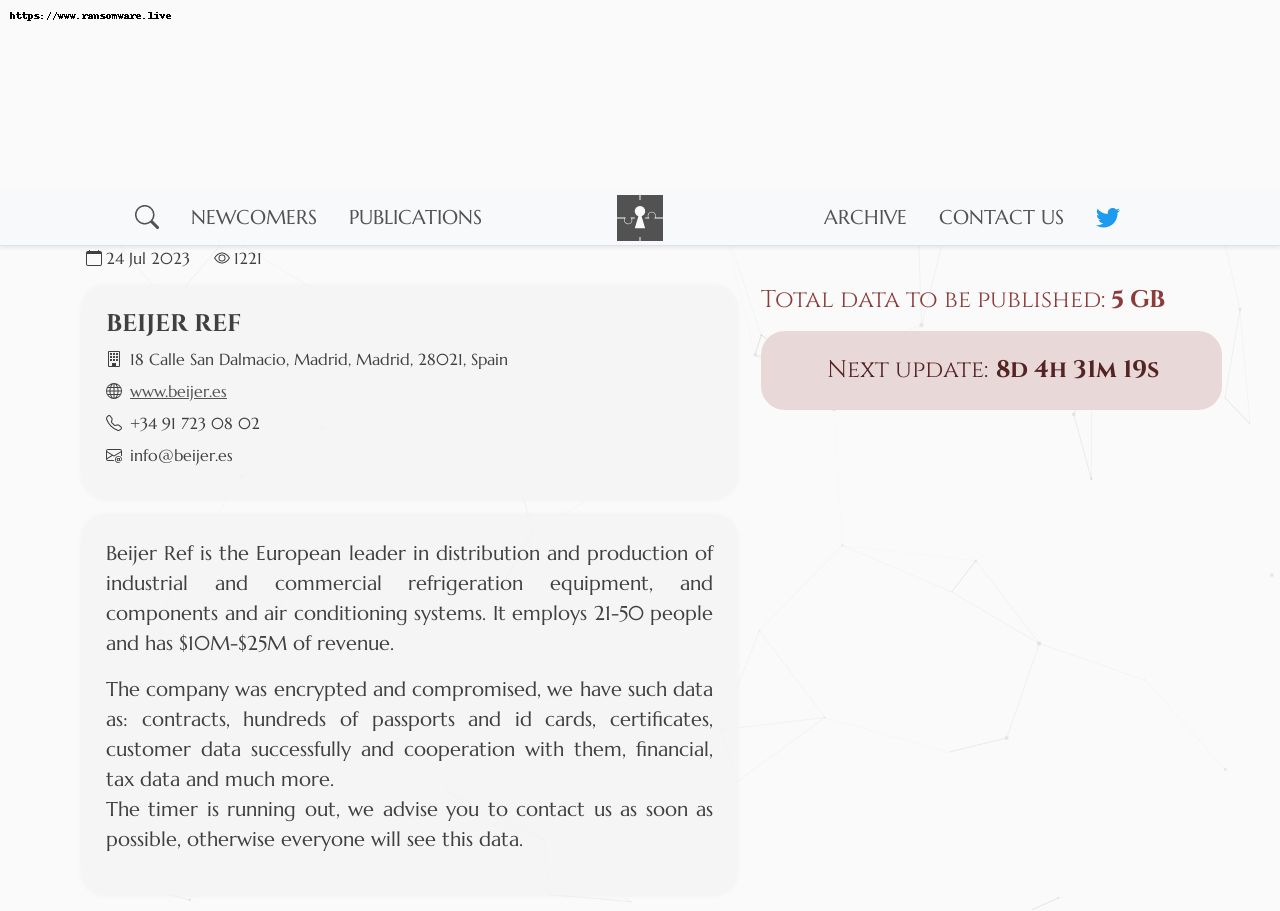 https://www.ransomware.live
NEWCOMERS PUBLICATIONS ARCHIVE CONTACT US
24 Jul 2023 1221
BEIJER REF
18 Calle San Dalmacio, Madrid, Madrid, 28021, Spain
www.beijer.es
+34 91 723 08 02
info@beijer.es
Beijer Ref is the European leader in distribution and production of
industrial and commercial refrigeration equipment, and
components and air conditioning systems. It employs 21-50 people
and has $10M-$25M of revenue.
The company was encrypted and compromised, we have such data
as: contracts, hundreds of passports and id cards, certificates,
customer data successfully and cooperation with them, financial,
tax data and much more.
The timer is running out, we advise you to contact us as soon as
possible, otherwise everyone will see this data.
Total data to be published: 5 GB
Next update: 8d 4h 31m 19s